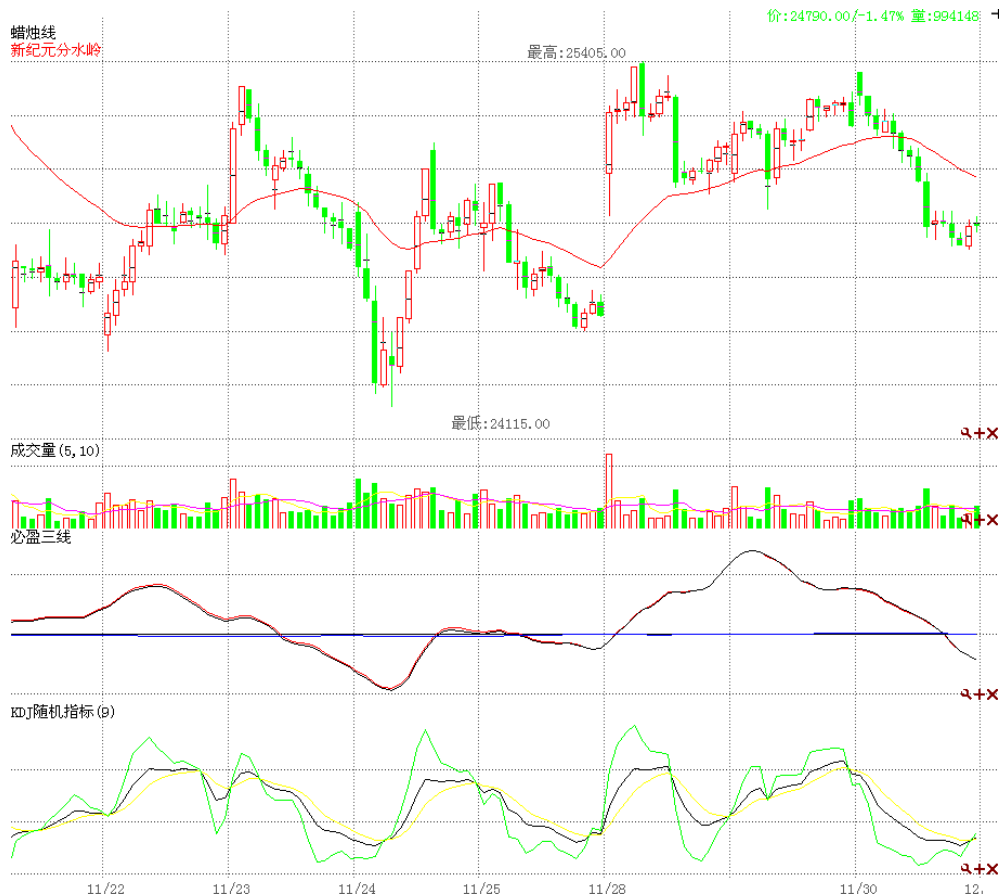 价:24790.00/-1.47% 量:994148
蜡烛线
新纪元分水岭
最高:25405.00
最低:24115.00
成交量(5,10)
必盈三线
KDJ随机指标(9)
11/22 11/23 11/24 11/25 11/28 11/30 12.